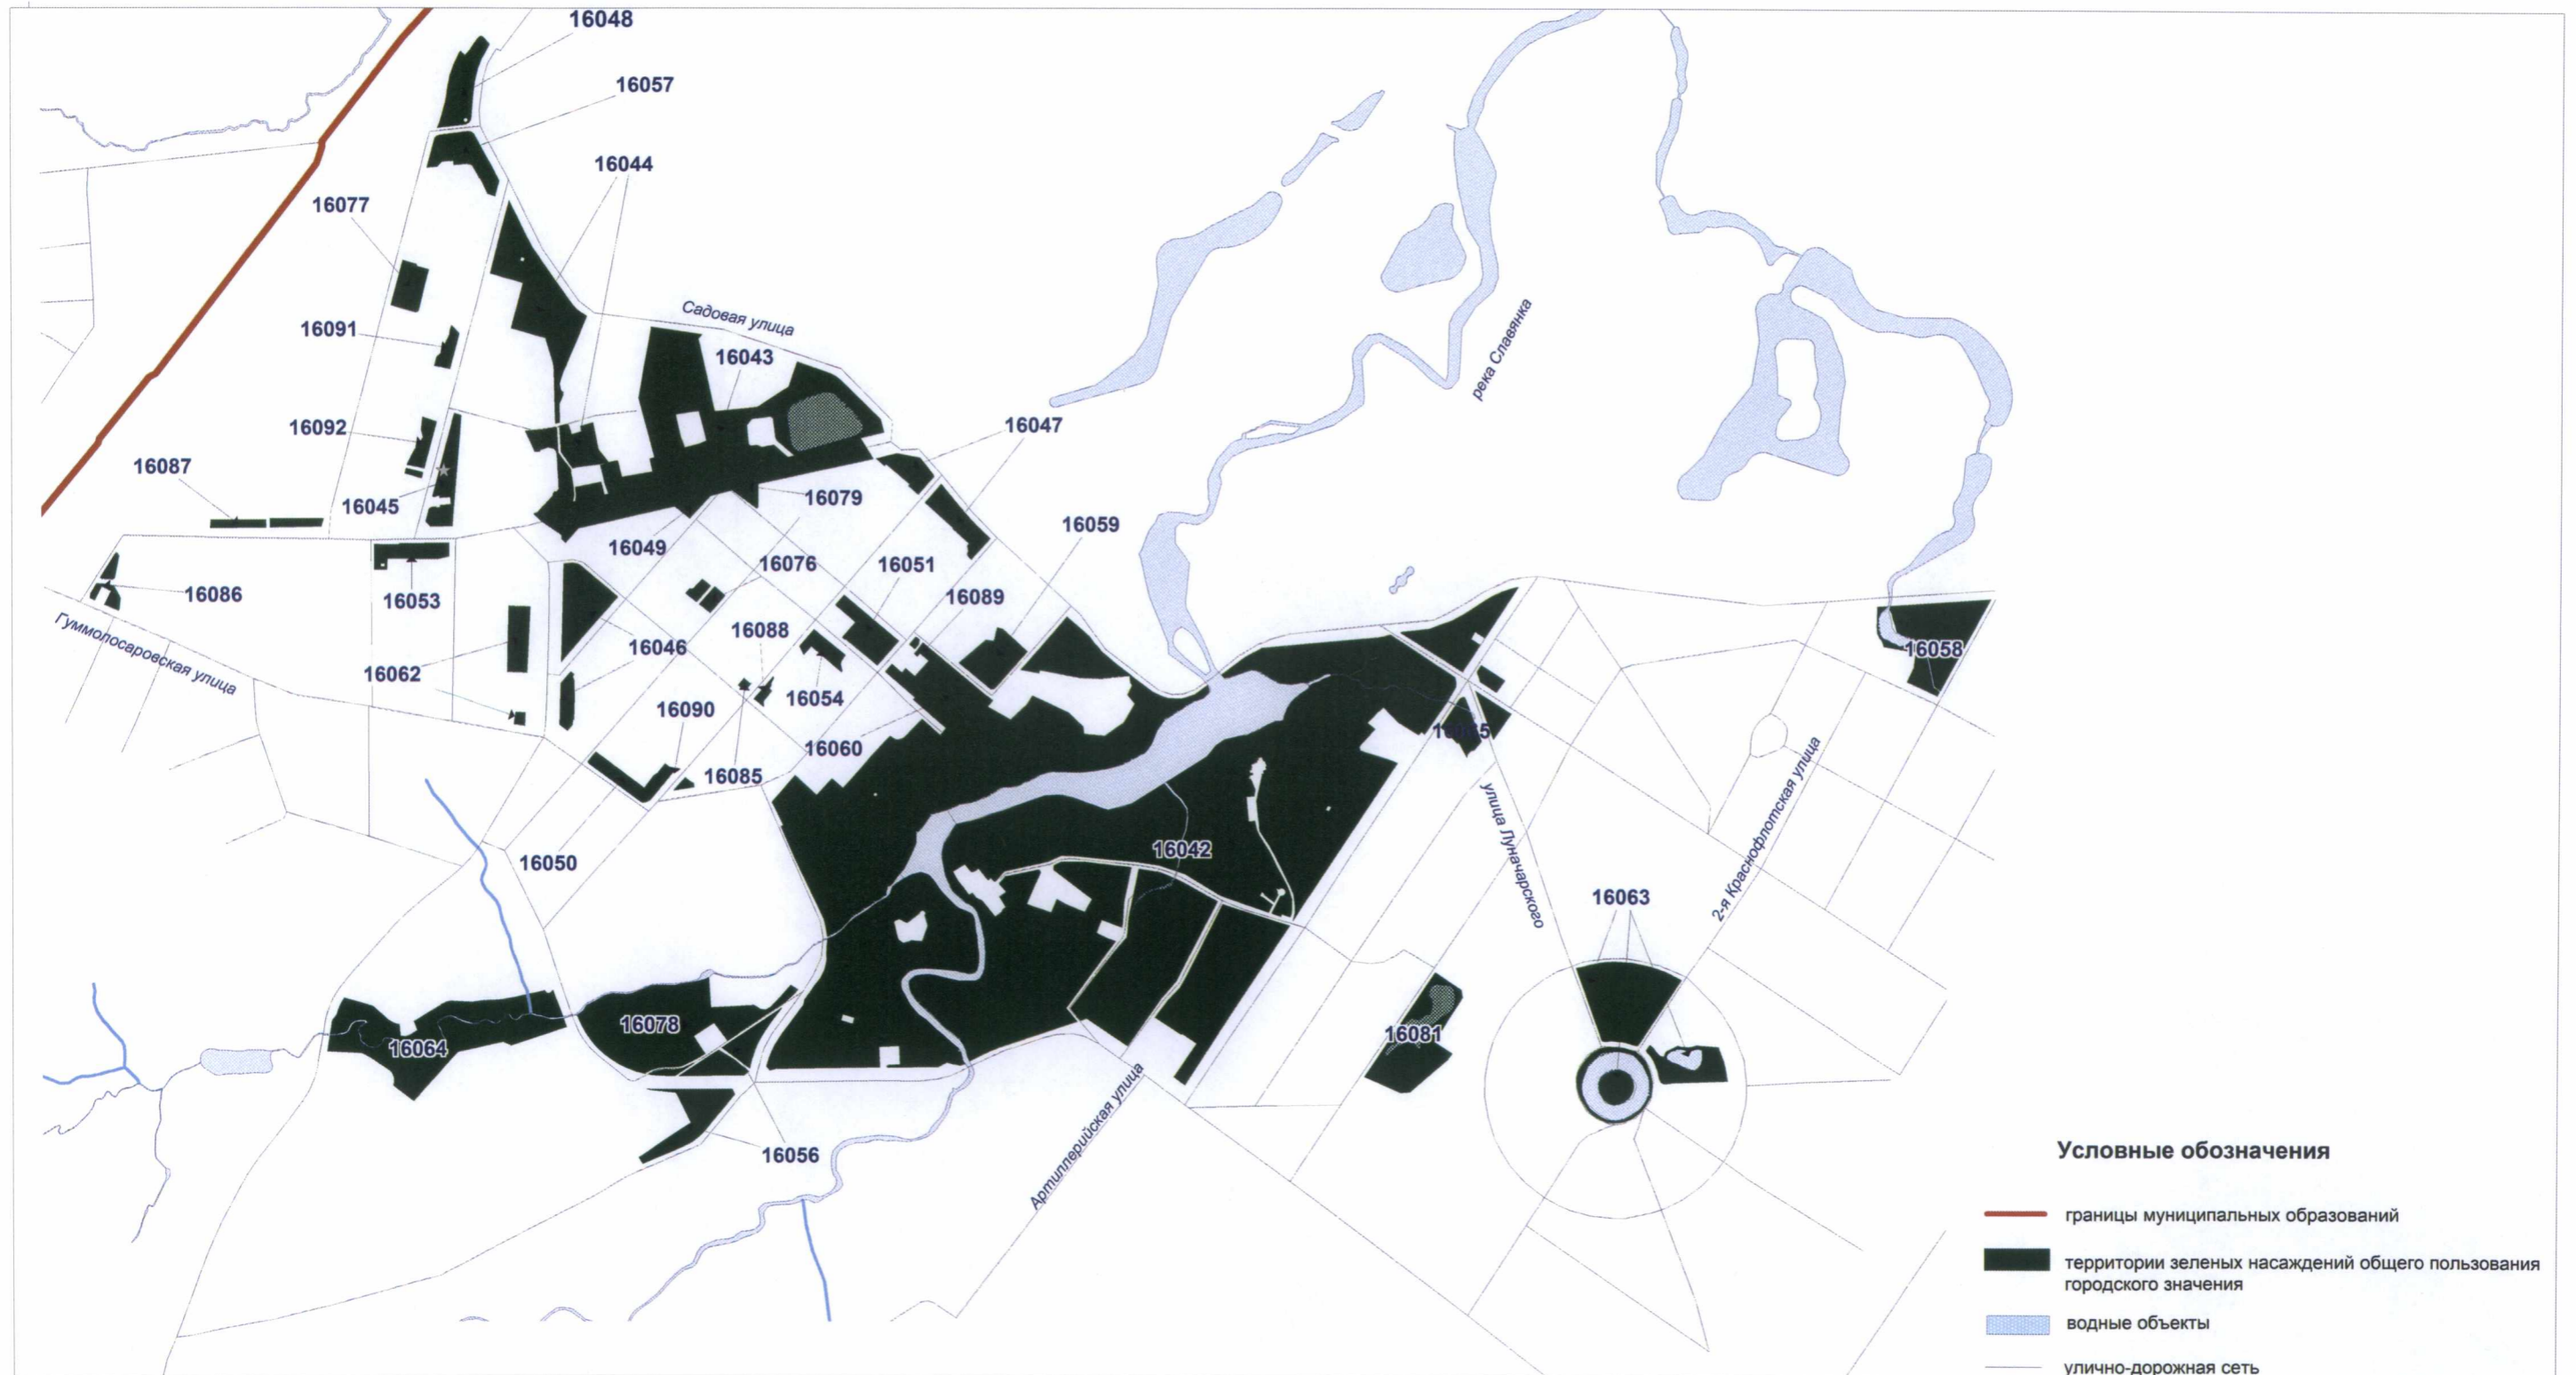 16048
16057
16044
16077
Садовая улица
16091
16043
река Славянка
16092
16047
16087
16045
16079
16059
16049
16076
16051
16086
16053
16089
Гуммолосаровская улица
16088
16046
16058
16062
16054
16090
16060
16085
улица Луначарского
2-я Краснофлотская улица
16042
16050
16063
16078
16081
16064
Артиллерийская улица
16056
Условные обозначения
границы муниципальных образований
территории зеленых насаждений общего пользования
городского значения
водные объекты
улично-дорожная сеть